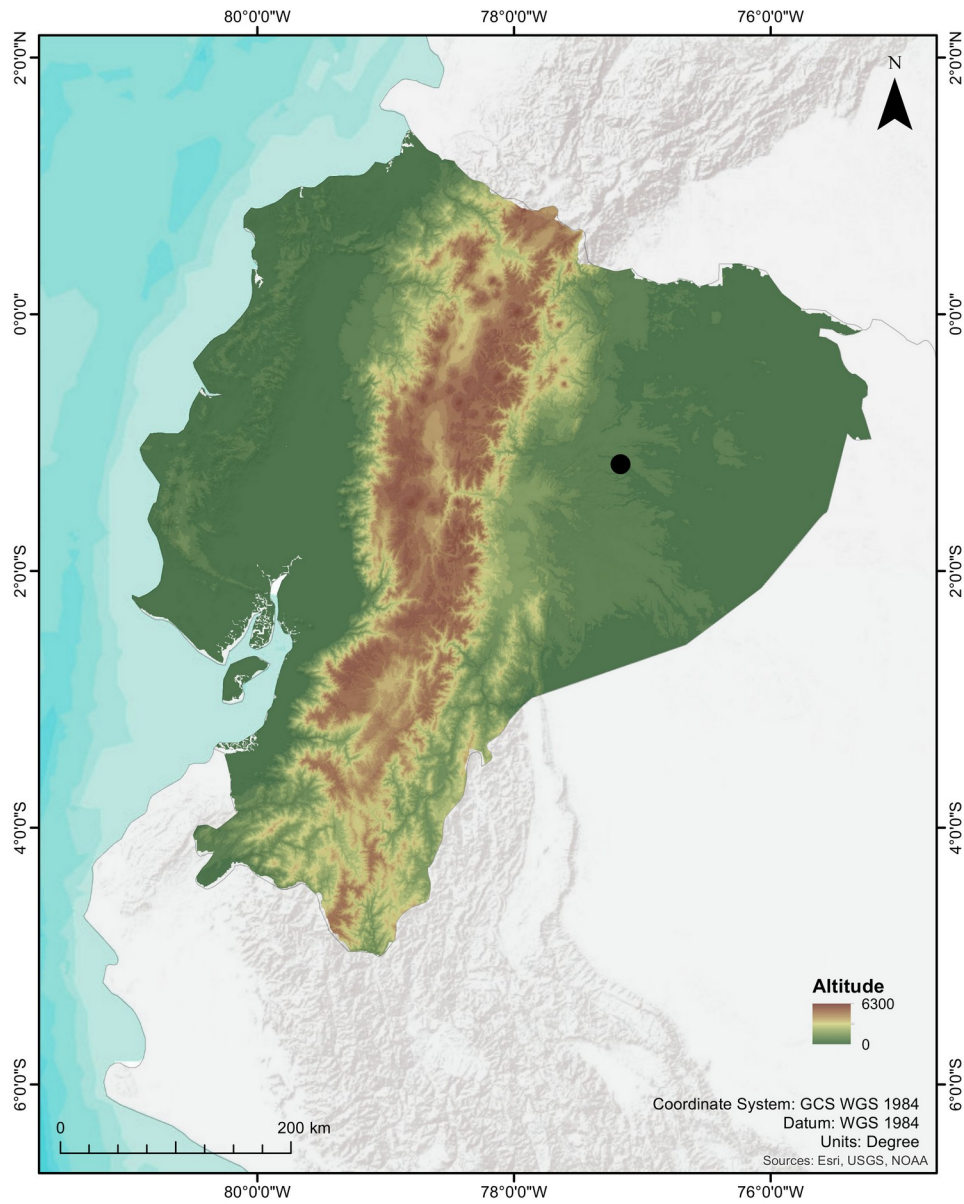 80°0'0"W 78°0'0"W 76°0'0"W
2°0'0"N
2°0'0"N
N
0°0'0"
0°0'0"
2°0'0"S
2°0'0"S
4°0'0"S
4°0'0"S
Altitude
6300
0
6°0'0"S
6°0'0"S
Coordinate System: GCS WGS 1984
Datum: WGS 1984
Units: Degree
Sources: Esri, USGS, NOAA
0 200 km
80°0'0"W 78°0'0"W 76°0'0"W